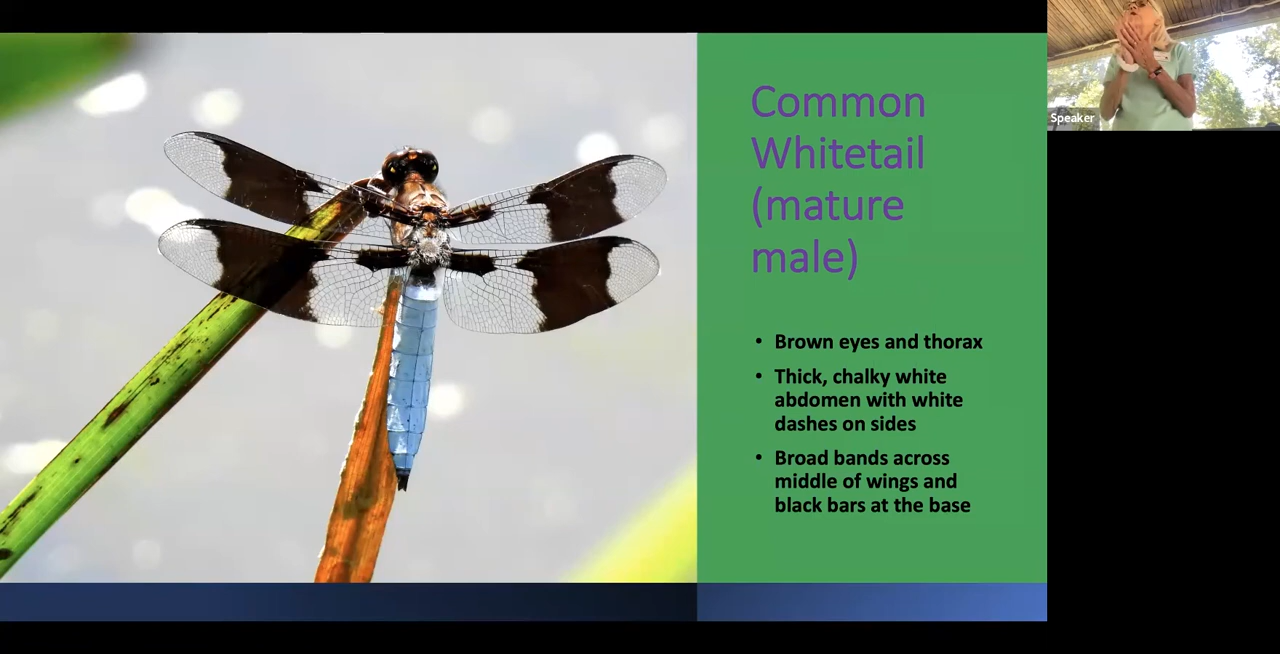 Common
Whitetail
(mature
male)
• Brown eyes and thorax
• Thick, chalky white
abdomen with white
dashes on sides
• Broad bands across
middle of wings and
black bars at the base
Speaker